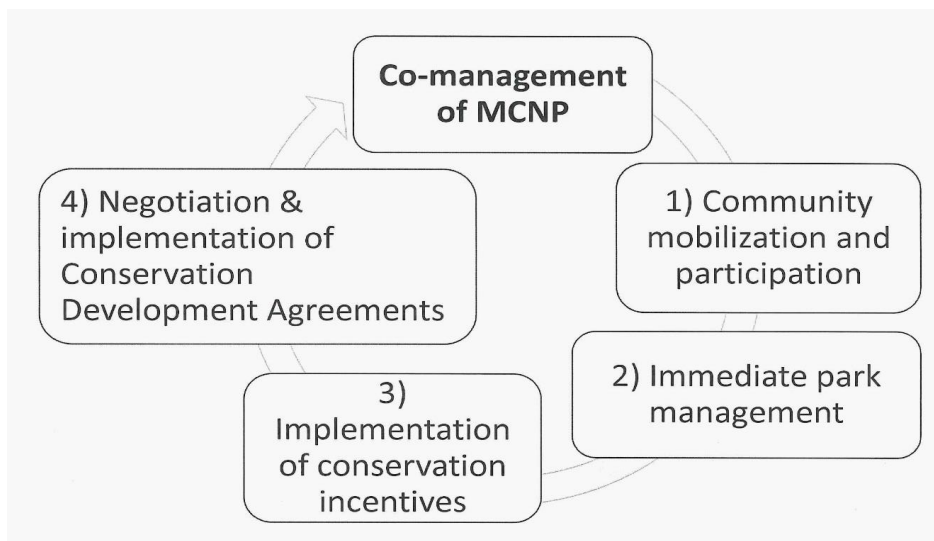 Co-management
of MCNP
1) Community
mobilization and
participation
2) Immediate park
management
3)
Implementation
of conservation
incentives
4) Negotiation &
implementation of
Conservation
Development Agreements